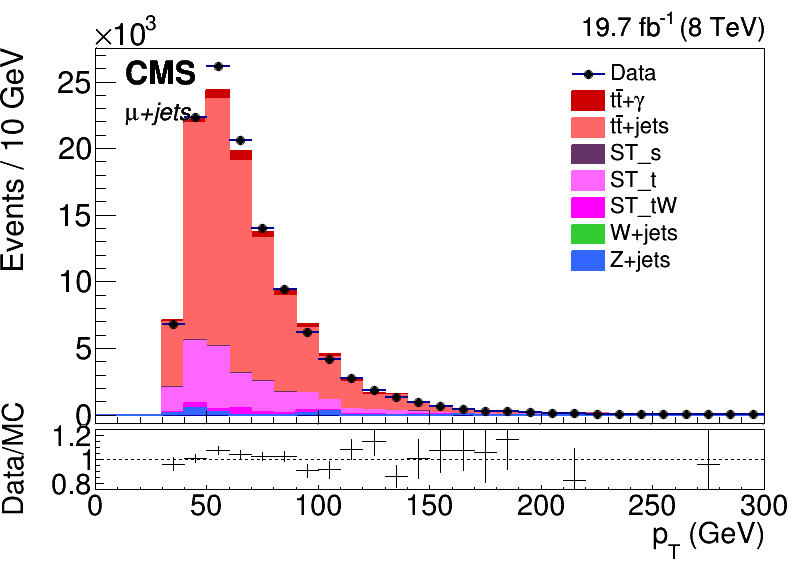 ×10³
19.7 fb⁻¹ (8 TeV)
CMS
μ+jets
Data
tt̄+γ
tt̄+jets
ST_s
ST_t
ST_tW
W+jets
Z+jets
Events / 10 GeV
25
20
15
10
5
0
Data/MC
1.2
1
0.8
0 50 100 150 200 250 300
p_T (GeV)